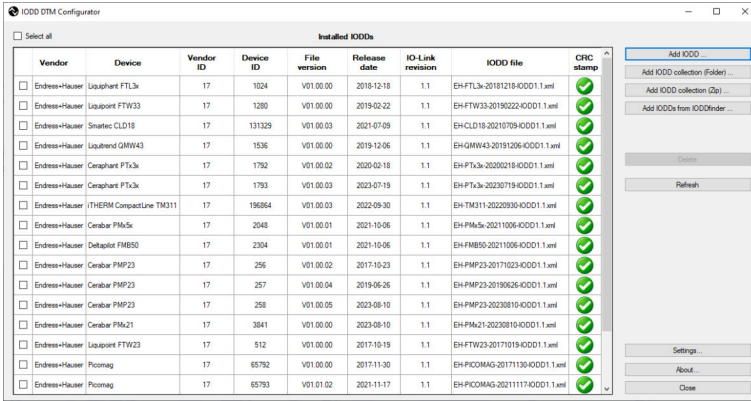 IODD DTM Configurator
Select all
Installed IODDs
Vendor Device Vendor ID Device ID File version Release date IO-Link revision IODD file CRC stamp
Endress+Hauser Liquiphant FTL3x 17 1024 V01.00.00 2018-12-18 1.1 EH-FTL3x-20181218-IODD1.1.xml
Endress+Hauser Liquipoint FTW33 17 1280 V01.00.00 2019-02-22 1.1 EH-FTW33-20190222-IODD1.1.xml
Endress+Hauser Smartec CLD18 17 131329 V01.00.03 2021-07-09 1.1 EH-CLD18-20210709-IODD1.1.xml
Endress+Hauser Liqutrend QMW43 17 1536 V01.00.00 2019-12-06 1.1 EH-QMW43-20191206-IODD1.1.xml
Endress+Hauser Ceraphant PTx3x 17 1792 V01.00.02 2020-02-18 1.1 EH-PTx3x-20200218-IODD1.1.xml
Endress+Hauser Ceraphant PTx3x 17 1793 V01.00.03 2023-07-19 1.1 EH-PTx3x-20230719-IODD1.1.xml
Endress+Hauser iTHERM CompactLine TM311 17 196864 V01.00.03 2022-09-30 1.1 EH-TM311-20220930-IODD1.1.xml
Endress+Hauser Cerabar PMx5x 17 2048 V01.00.01 2021-10-06 1.1 EH-PMx5x-20211006-IODD1.1.xml
Endress+Hauser Deltapilot FMB50 17 2304 V01.00.01 2021-10-06 1.1 EH-FMB50-20211006-IODD1.1.xml
Endress+Hauser Cerabar PMP23 17 256 V01.00.02 2017-10-23 1.1 EH-PMP23-20171023-IODD1.1.xml
Endress+Hauser Cerabar PMP23 17 257 V01.00.04 2019-06-26 1.1 EH-PMP23-20190626-IODD1.1.xml
Endress+Hauser Cerabar PMP23 17 258 V01.00.05 2023-08-10 1.1 EH-PMP23-20230810-IODD1.1.xml
Endress+Hauser Cerabar PMx21 17 3841 V01.00.00 2023-08-10 1.1 EH-PMx21-20230810-IODD1.1.xml
Endress+Hauser Liquipoint FTW23 17 512 V01.00.00 2017-10-19 1.1 EH-FTW23-20171019-IODD1.1.xml
Endress+Hauser Picomag 17 65792 V01.00.00 2017-11-30 1.1 EH-PICOMAG-20171130-IODD1.1.xml
Endress+Hauser Picomag 17 65793 V01.01.02 2021-11-17 1.1 EH-PICOMAG-20211117-IODD1.1.xml
Add IODD ...
Add IODD collection (Folder) ...
Add IODD collection (Zip) ...
Add IODDs from IODDfinder ...
Delete
Refresh
Settings...
About...
Close